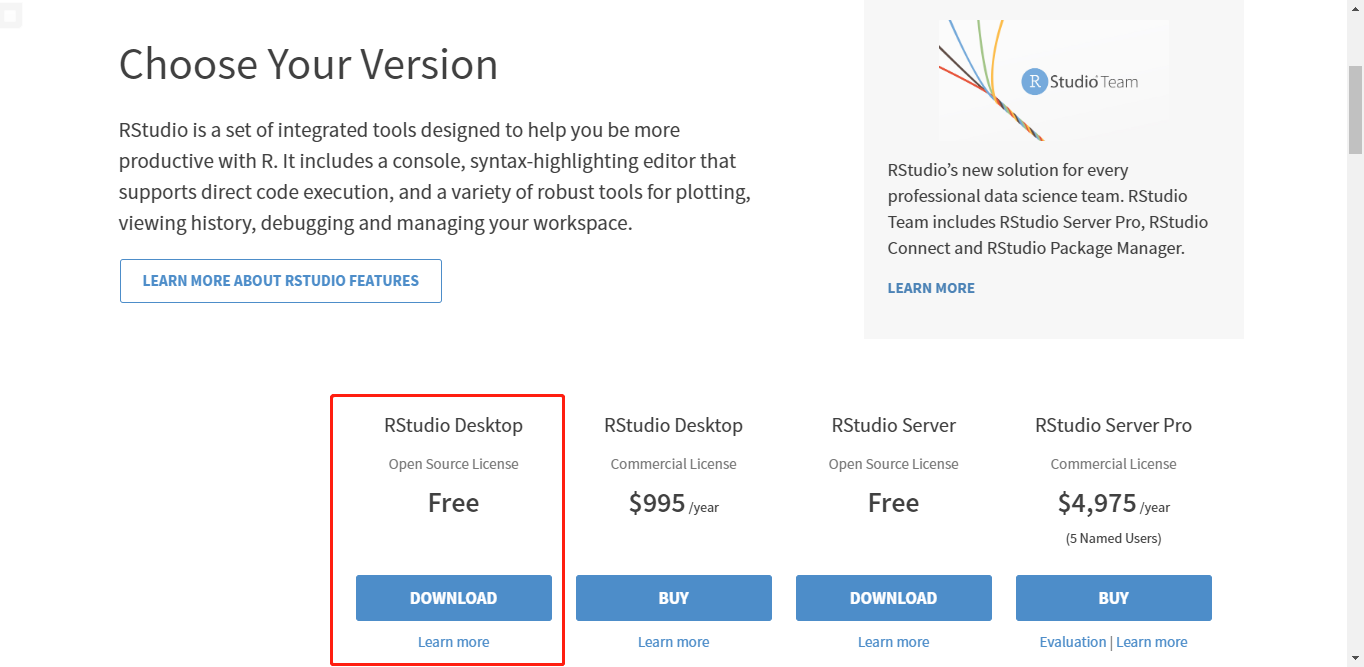 Choose Your Version
RStudio is a set of integrated tools designed to help you be more
productive with R. It includes a console, syntax-highlighting editor that
supports direct code execution, and a variety of robust tools for plotting,
viewing history, debugging and managing your workspace.
LEARN MORE ABOUT RSTUDIO FEATURES
R Studio Team
RStudio’s new solution for every
professional data science team. RStudio
Team includes RStudio Server Pro, RStudio
Connect and RStudio Package Manager.
LEARN MORE
RStudio Desktop
Open Source License
Free
DOWNLOAD
Learn more
RStudio Desktop
Commercial License
$995 /year
BUY
Learn more
RStudio Server
Open Source License
Free
DOWNLOAD
Learn more
RStudio Server Pro
Commercial License
$4,975 /year
(5 Named Users)
BUY
Evaluation | Learn more